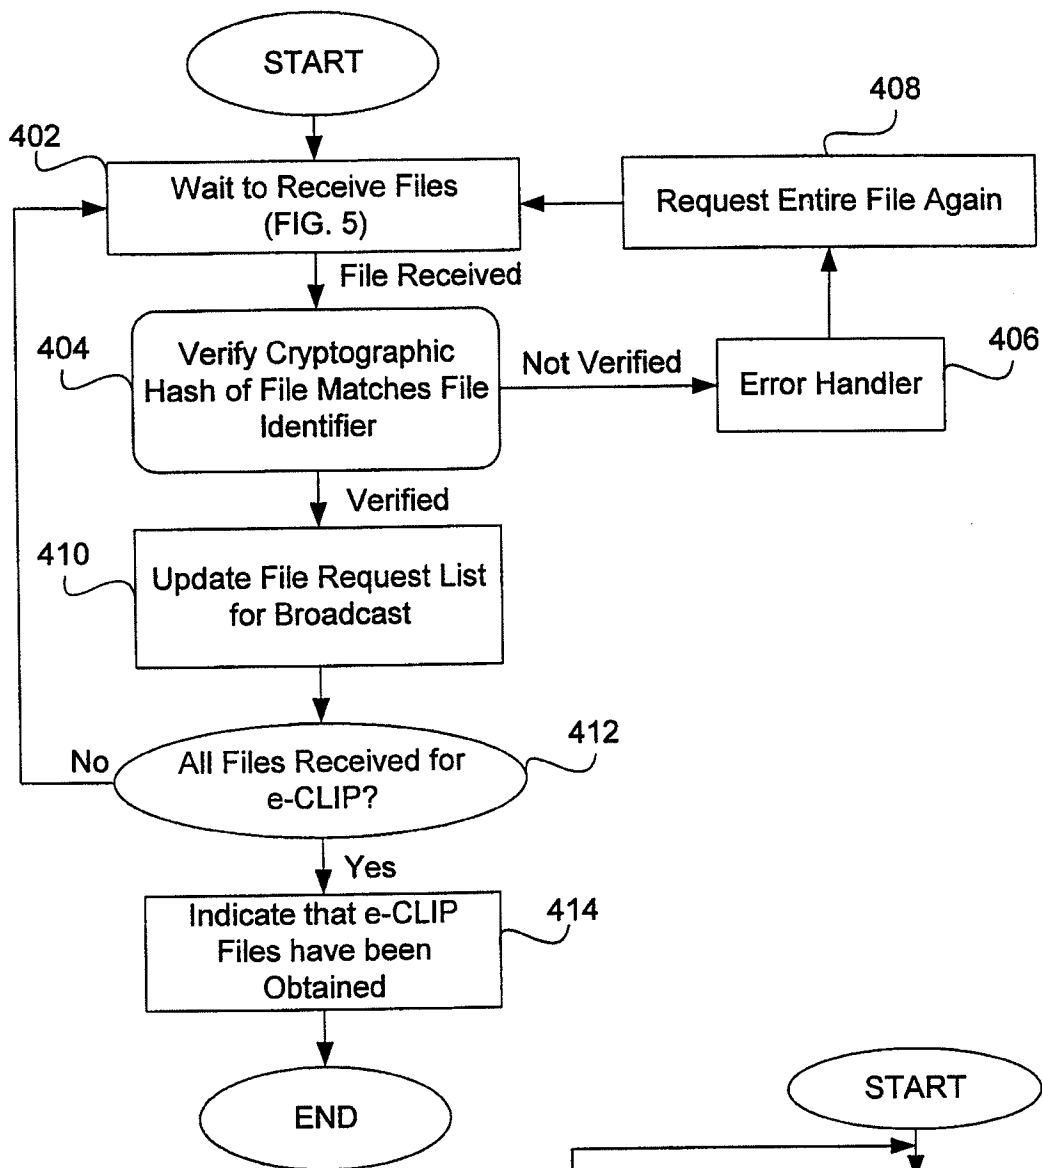 START
408
402
Wait to Receive Files
(FIG. 5)
Request Entire File Again
File Received
404
Verify Cryptographic
Hash of File Matches File
Identifier
Not Verified
406
Error Handler
Verified
410
Update File Request List
for Broadcast
412
No
All Files Received for
e-CLIP?
Yes
414
Indicate that e-CLIP
Files have been
Obtained
END
START